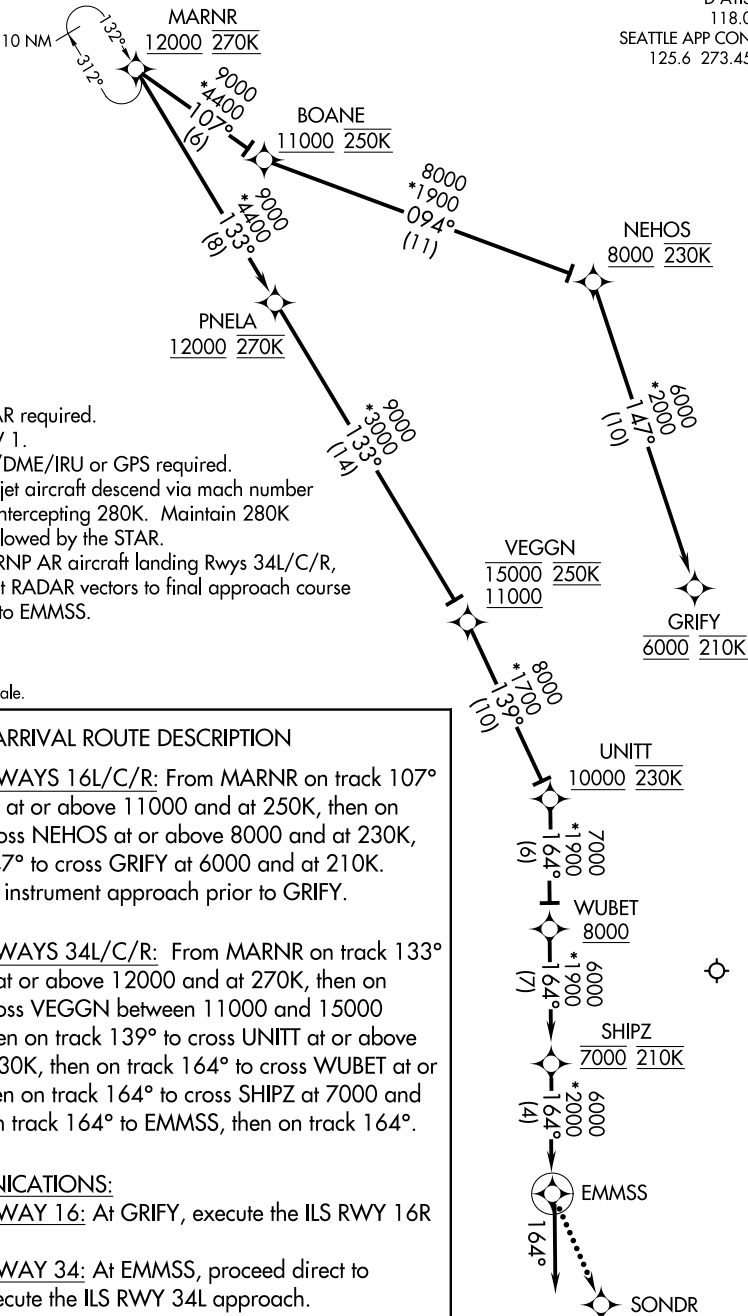 D-ATIS
118.0
SEATTLE APP CON
125.6 273.45
MARNR
12000 270K
10 NM
132°
312°
9000
*4400
107°
(6)
BOANE
11000 250K
8000
*1900
094°
(11)
NEHOS
8000 230K
9000
*4400
133°
(8)
PNELA
12000 270K
6000
*2000
147°
(10)
GRIFY
6000 210K
9000
*3000
133°
(14)
AR required.
1.
/DME/IRU or GPS required.
jet aircraft descend via mach number
ntercepting 280K. Maintain 280K
lowed by the STAR.
RNP AR aircraft landing Rwys 34L/C/R,
t RADAR vectors to final approach course
to EMMSS.
ale.
VEGGN
15000 250K
11000
8000
*1700
139°
(10)
UNITT
10000 230K
7000
*1900
164°
(6)
WUBET
8000
6000
*1900
164°
(7)
SHIPZ
7000 210K
6000
*2000
164°
(4)
EMMSS
164°
SONDR
ARRIVAL ROUTE DESCRIPTION
WAYS 16L/C/R: From MARNR on track 107°
at or above 11000 and at 250K, then on
oss NEHOS at or above 8000 and at 230K,
47° to cross GRIFY at 6000 and at 210K.
instrument approach prior to GRIFY.
WAYS 34L/C/R: From MARNR on track 133°
at or above 12000 and at 270K, then on
oss VEGGN between 11000 and 15000
en on track 139° to cross UNITT at or above
30K, then on track 164° to cross WUBET at or
en on track 164° to cross SHIPZ at 7000 and
n track 164° to EMMSS, then on track 164°.
NICATIONS:
WAY 16: At GRIFY, execute the ILS RWY 16R
WAY 34: At EMMSS, proceed direct to
ecute the ILS RWY 34L approach.